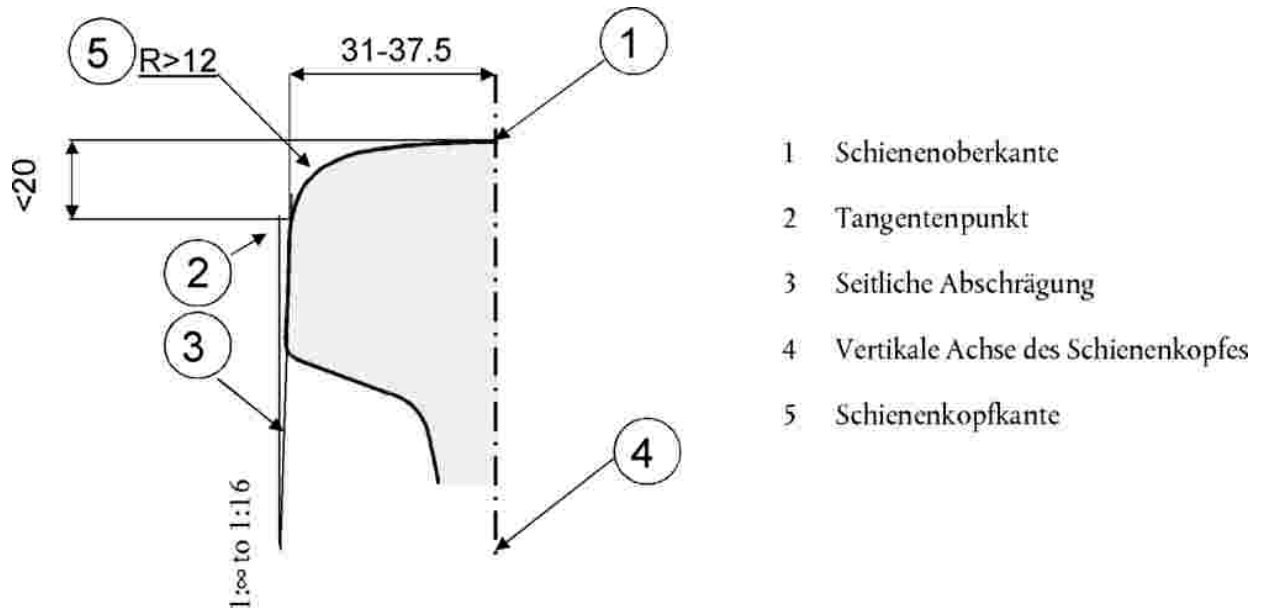 5
R>12
31-37.5
1
<20
2
3
4
1:∞ to 1:16
1 Schienenoberkante
2 Tangentenpunkt
3 Seitliche Abschrägung
4 Vertikale Achse des Schienenkopfes
5 Schienenkopfkante